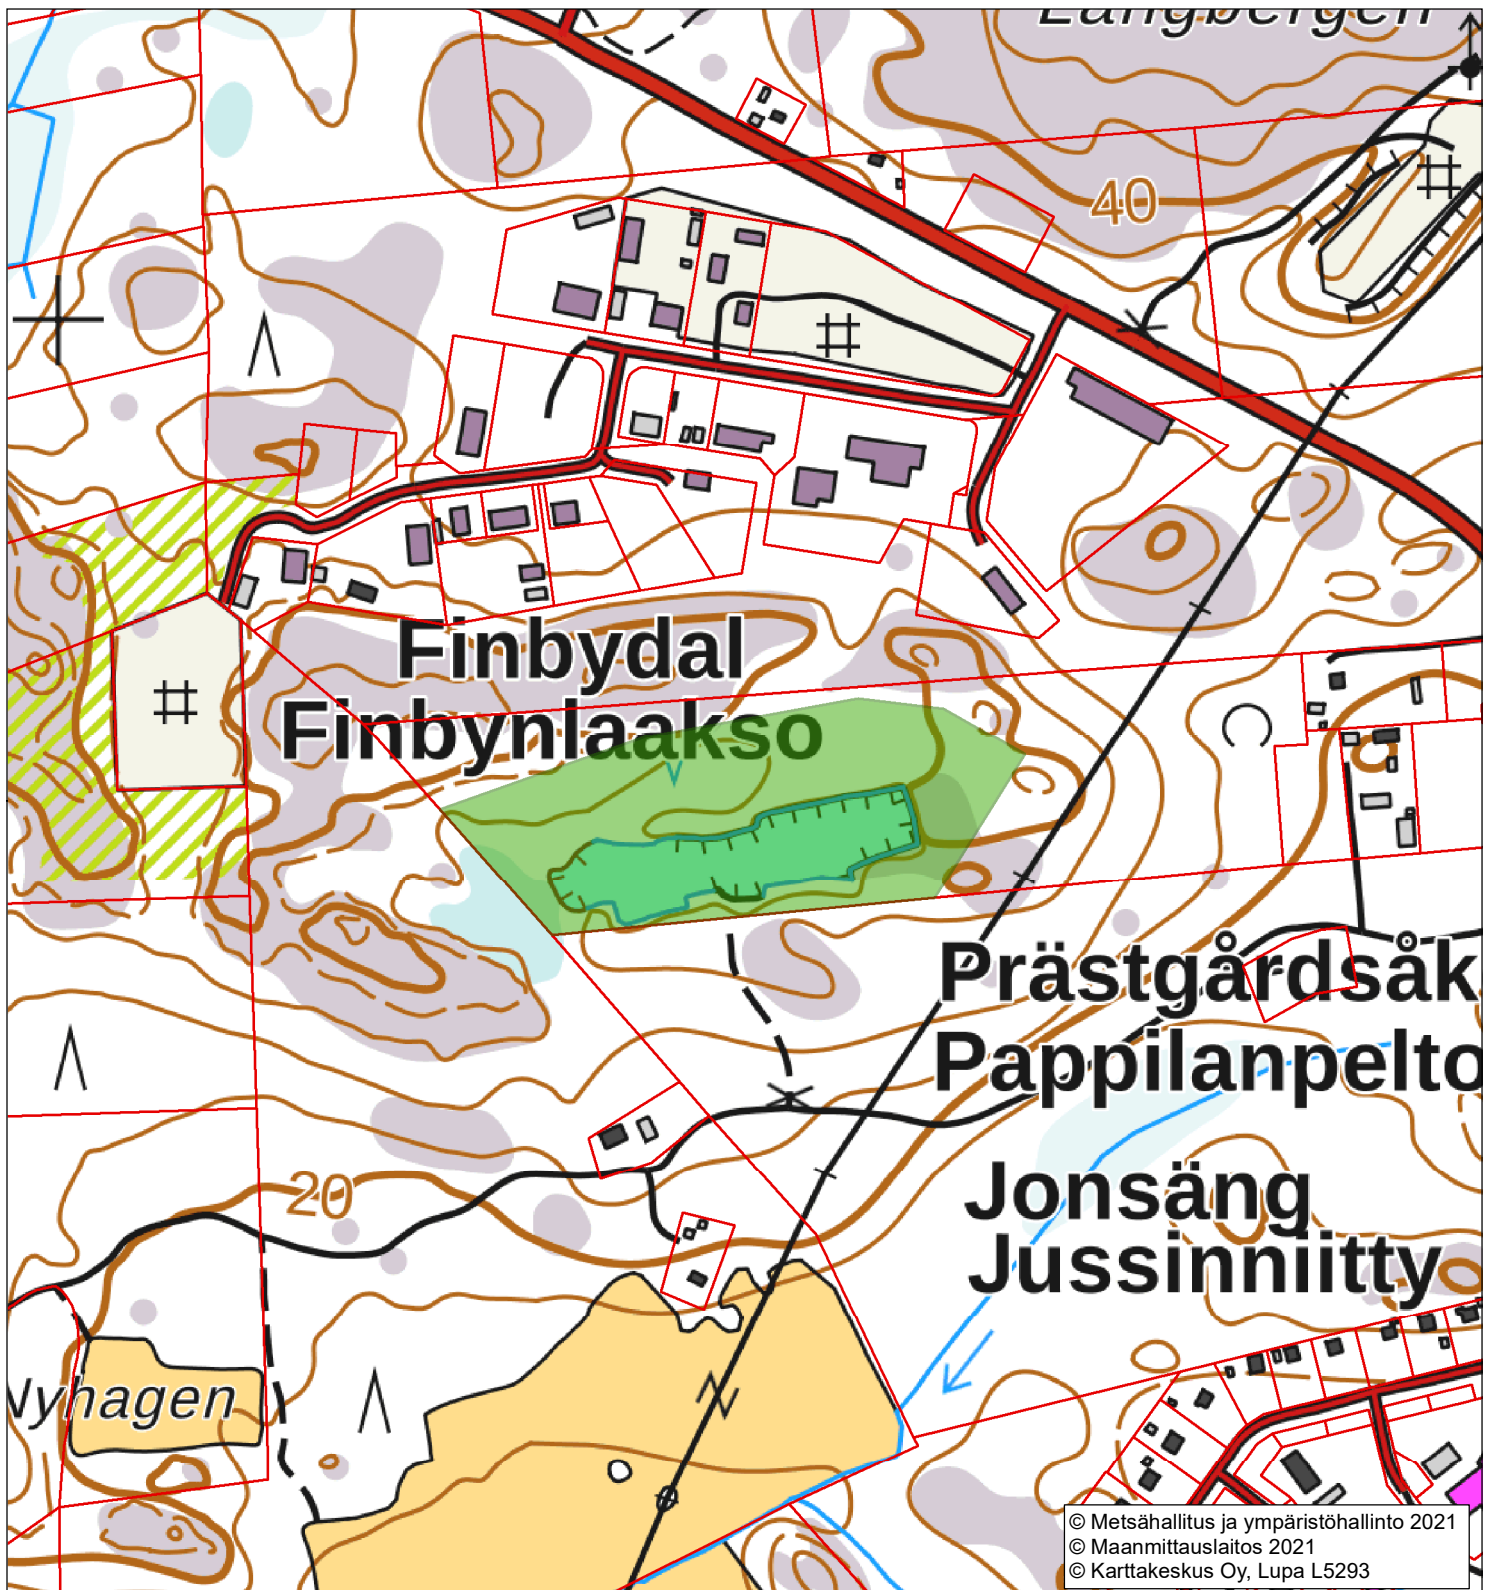 Långbergen
40
Finbydal
Finbynlaakso
Prästgårdsåk
Pappilanpelto
20
Jonsäng
Jussinniitty
Nyhagen
© Metsähallitus ja ympäristöhallinto 2021
© Maanmittauslaitos 2021
© Karttakeskus Oy, Lupa L5293